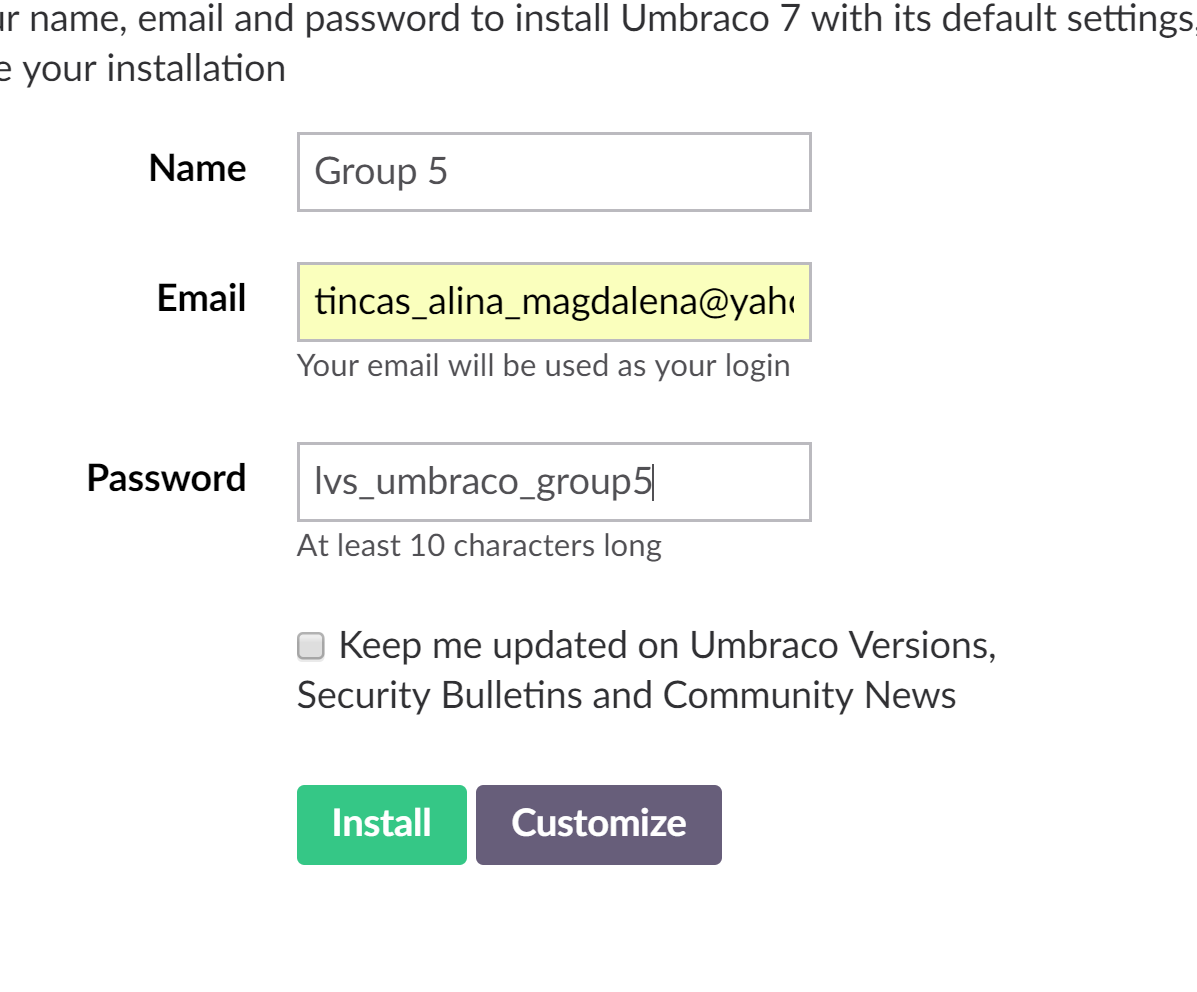 name, email and password to install Umbraco 7 with its default settings,
your installation
Name
Group 5
Email
tincas_alina_magdalena@yah
Your email will be used as your login
Password
lvs_umbraco_group5
At least 10 characters long
Keep me updated on Umbraco Versions,
Security Bulletins and Community News
Install
Customize